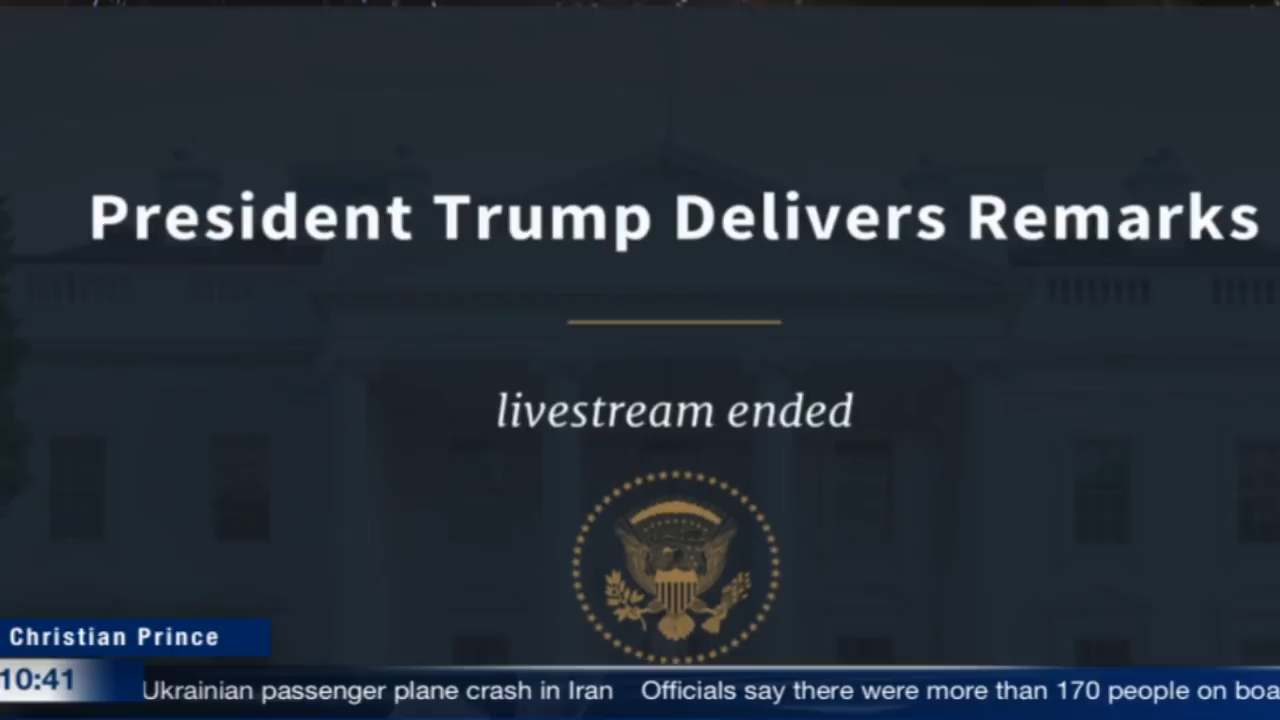 President Trump Delivers Remarks
livestream ended
Christian Prince
10:41
Ukrainian passenger plane crash in Iran Officials say there were more than 170 people on boa